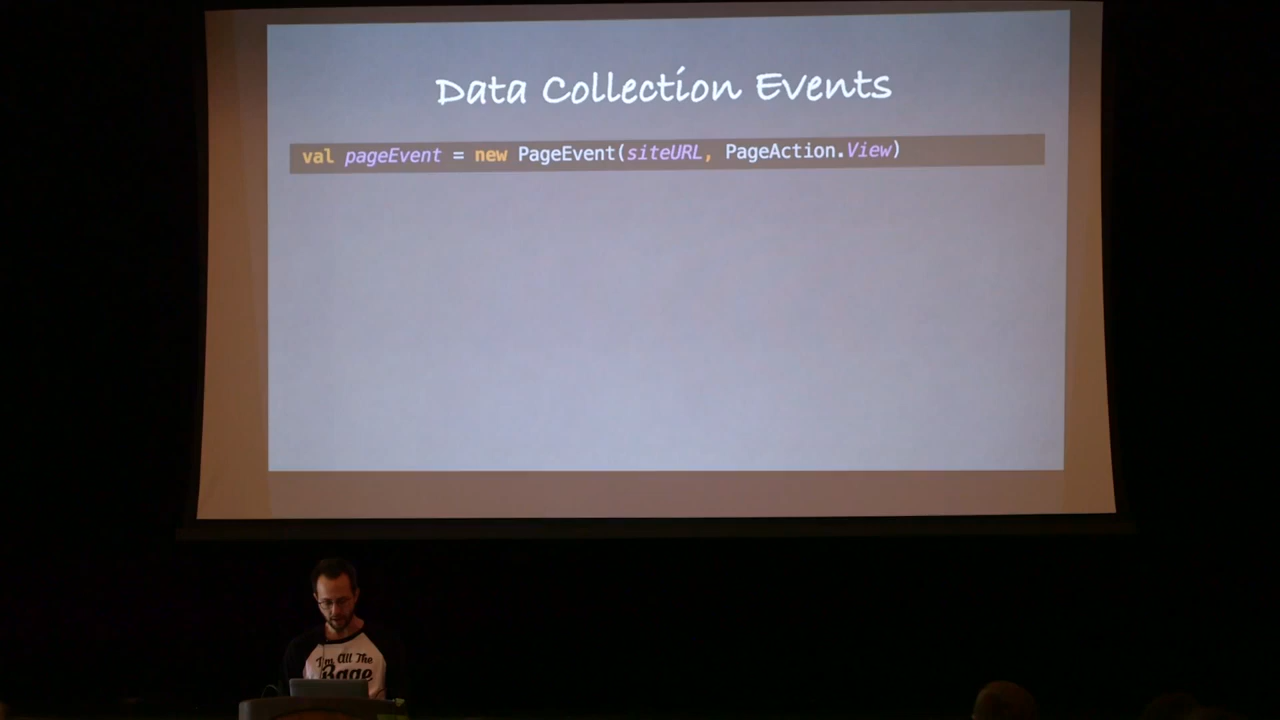 Data Collection Events
val pageEvent = new PageEvent(siteURL, PageAction.View)
I'm All The
Rage